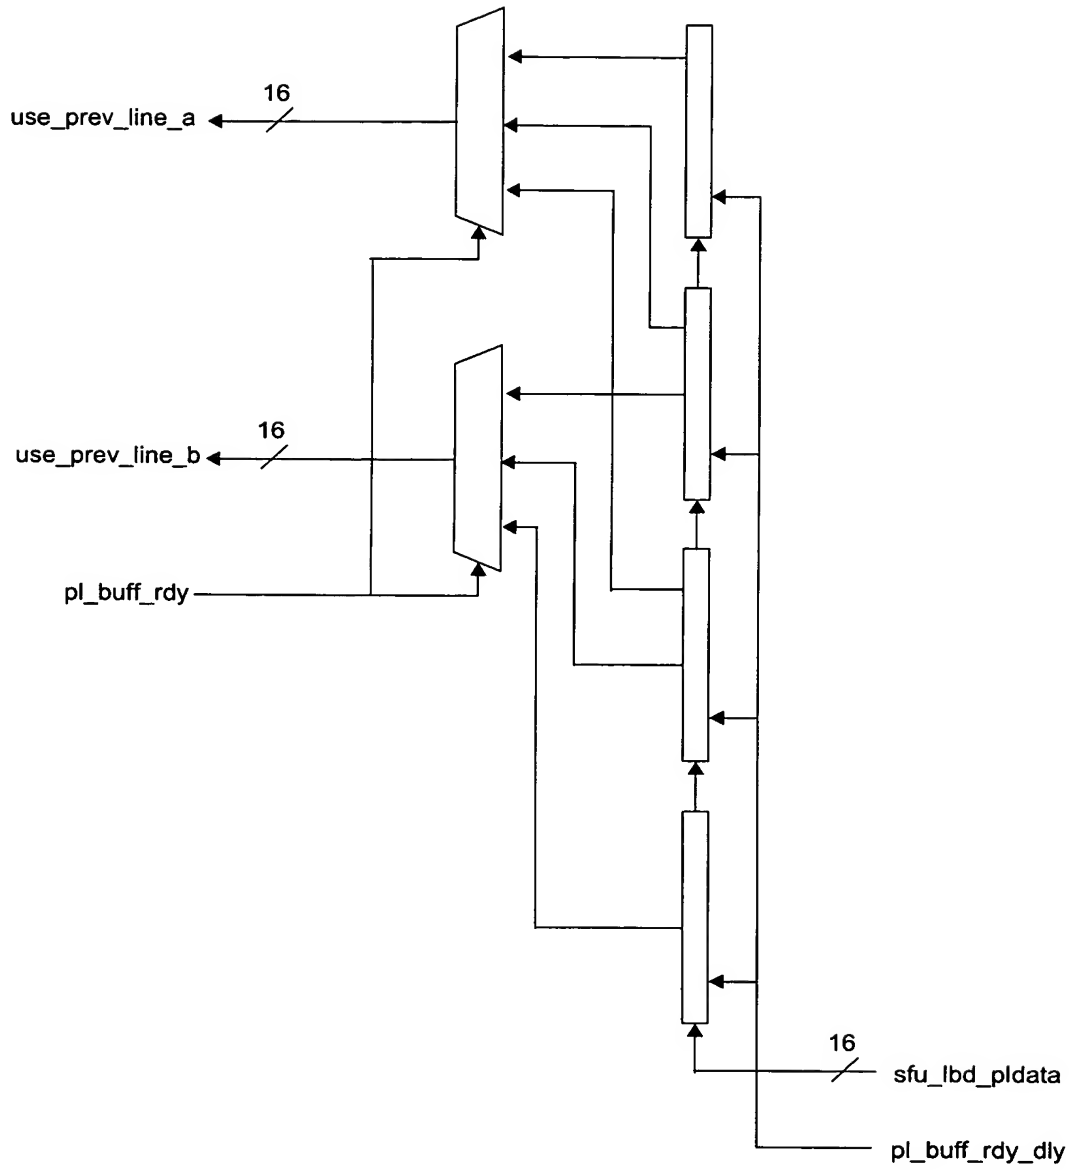 16
use_prev_line_a
16
use_prev_line_b
pl_buff_rdy
16
sfu_lbd_pldata
pl_buff_rdy_dly